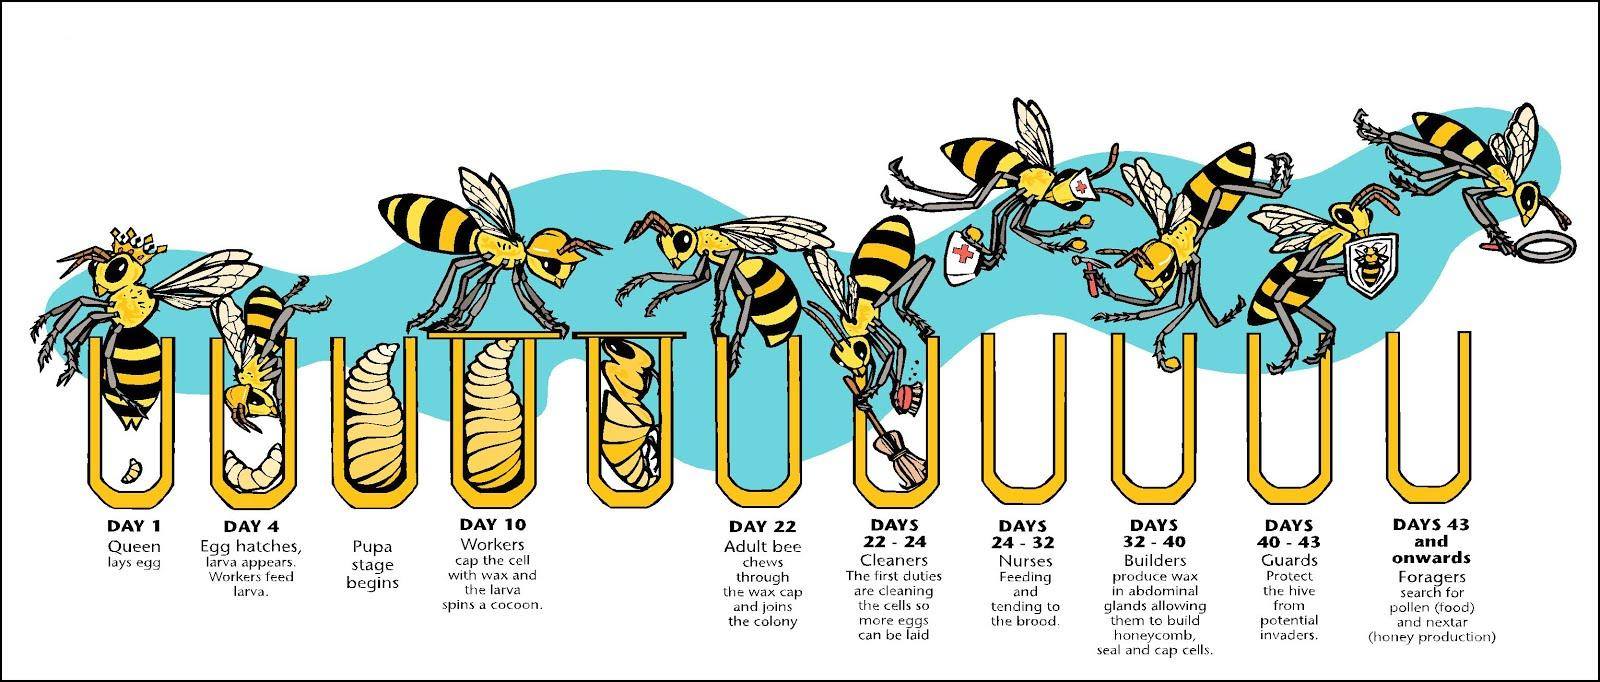 DAY 1
Queen
lays egg
DAY 4
Egg hatches,
larva appears.
Workers feed
larva.
Pupa
stage
begins
DAY 10
Workers
cap the cell
with wax and
the larva
spins a cocoon.
DAY 22
Adult bee
chews
through
the wax cap
and joins
the colony
DAYS
22 - 24
Cleaners
The first duties
are cleaning
the cells so
more eggs
can be laid
DAYS
24 - 32
Nurses
Feeding
and
tending to
the brood.
DAYS
32 - 40
Builders
produce wax
in abdominal
glands allowing
them to build
honeycomb,
seal and cap cells.
DAYS
40 - 43
Guards
Protect
the hive
from
potential
invaders.
DAYS 43
and
onwards
Foragers
search for
pollen (food)
and nectar
(honey production)